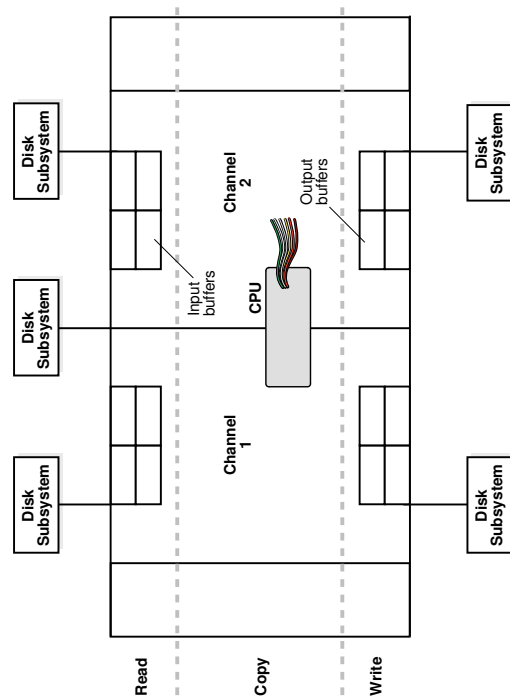 Disk
Subsystem
Disk
Subsystem
Disk
Subsystem
Read
Input
buffers
Channel
1
Channel
2
Copy
CPU
Output
buffers
Write
Disk
Subsystem
Disk
Subsystem